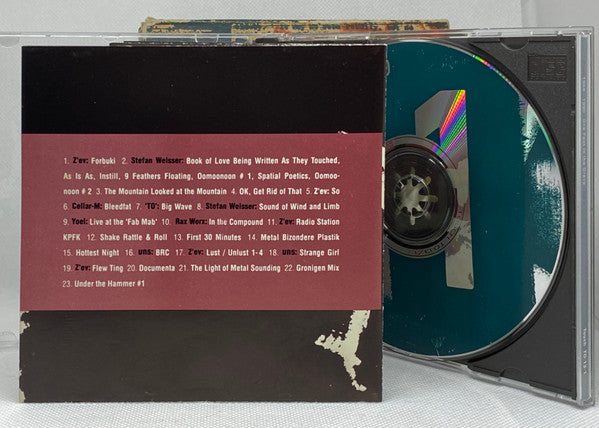 1. Z'ev: Forbuki 2. Stefan Weisser: Book of Love Being Written As They Touched,
As Is As, Instill, 9 Feathers Floating, Oomoonoon # 1, Spatial Poetics, Oomoo-
noon # 2 3. The Mountain Looked at the Mountain 4. OK, Get Rid of That 5. Z'ev: So
6. Cellar-M: Bleedfat 7. 'TO': Big Wave 8. Stefan Weisser: Sound of Wind and Limb
9. Yoel: Live at the 'Fab Mab' 10. Rax Werx: In the Compound 11. Z'ev: Radio Station
KPFK 12. Shake Rattle & Roll 13. First 30 Minutes 14. Metal Bizondere Plastik
15. Hottest Night 16. uns: BRC 17. Z'ev: Lust / Unlust 1-4 18. uns: Strange Girl
19. Z'ev: Flew Ting 20. Documenta 21. The Light of Metal Sounding 22. Gronigen Mix
23. Under the Hammer #1
1